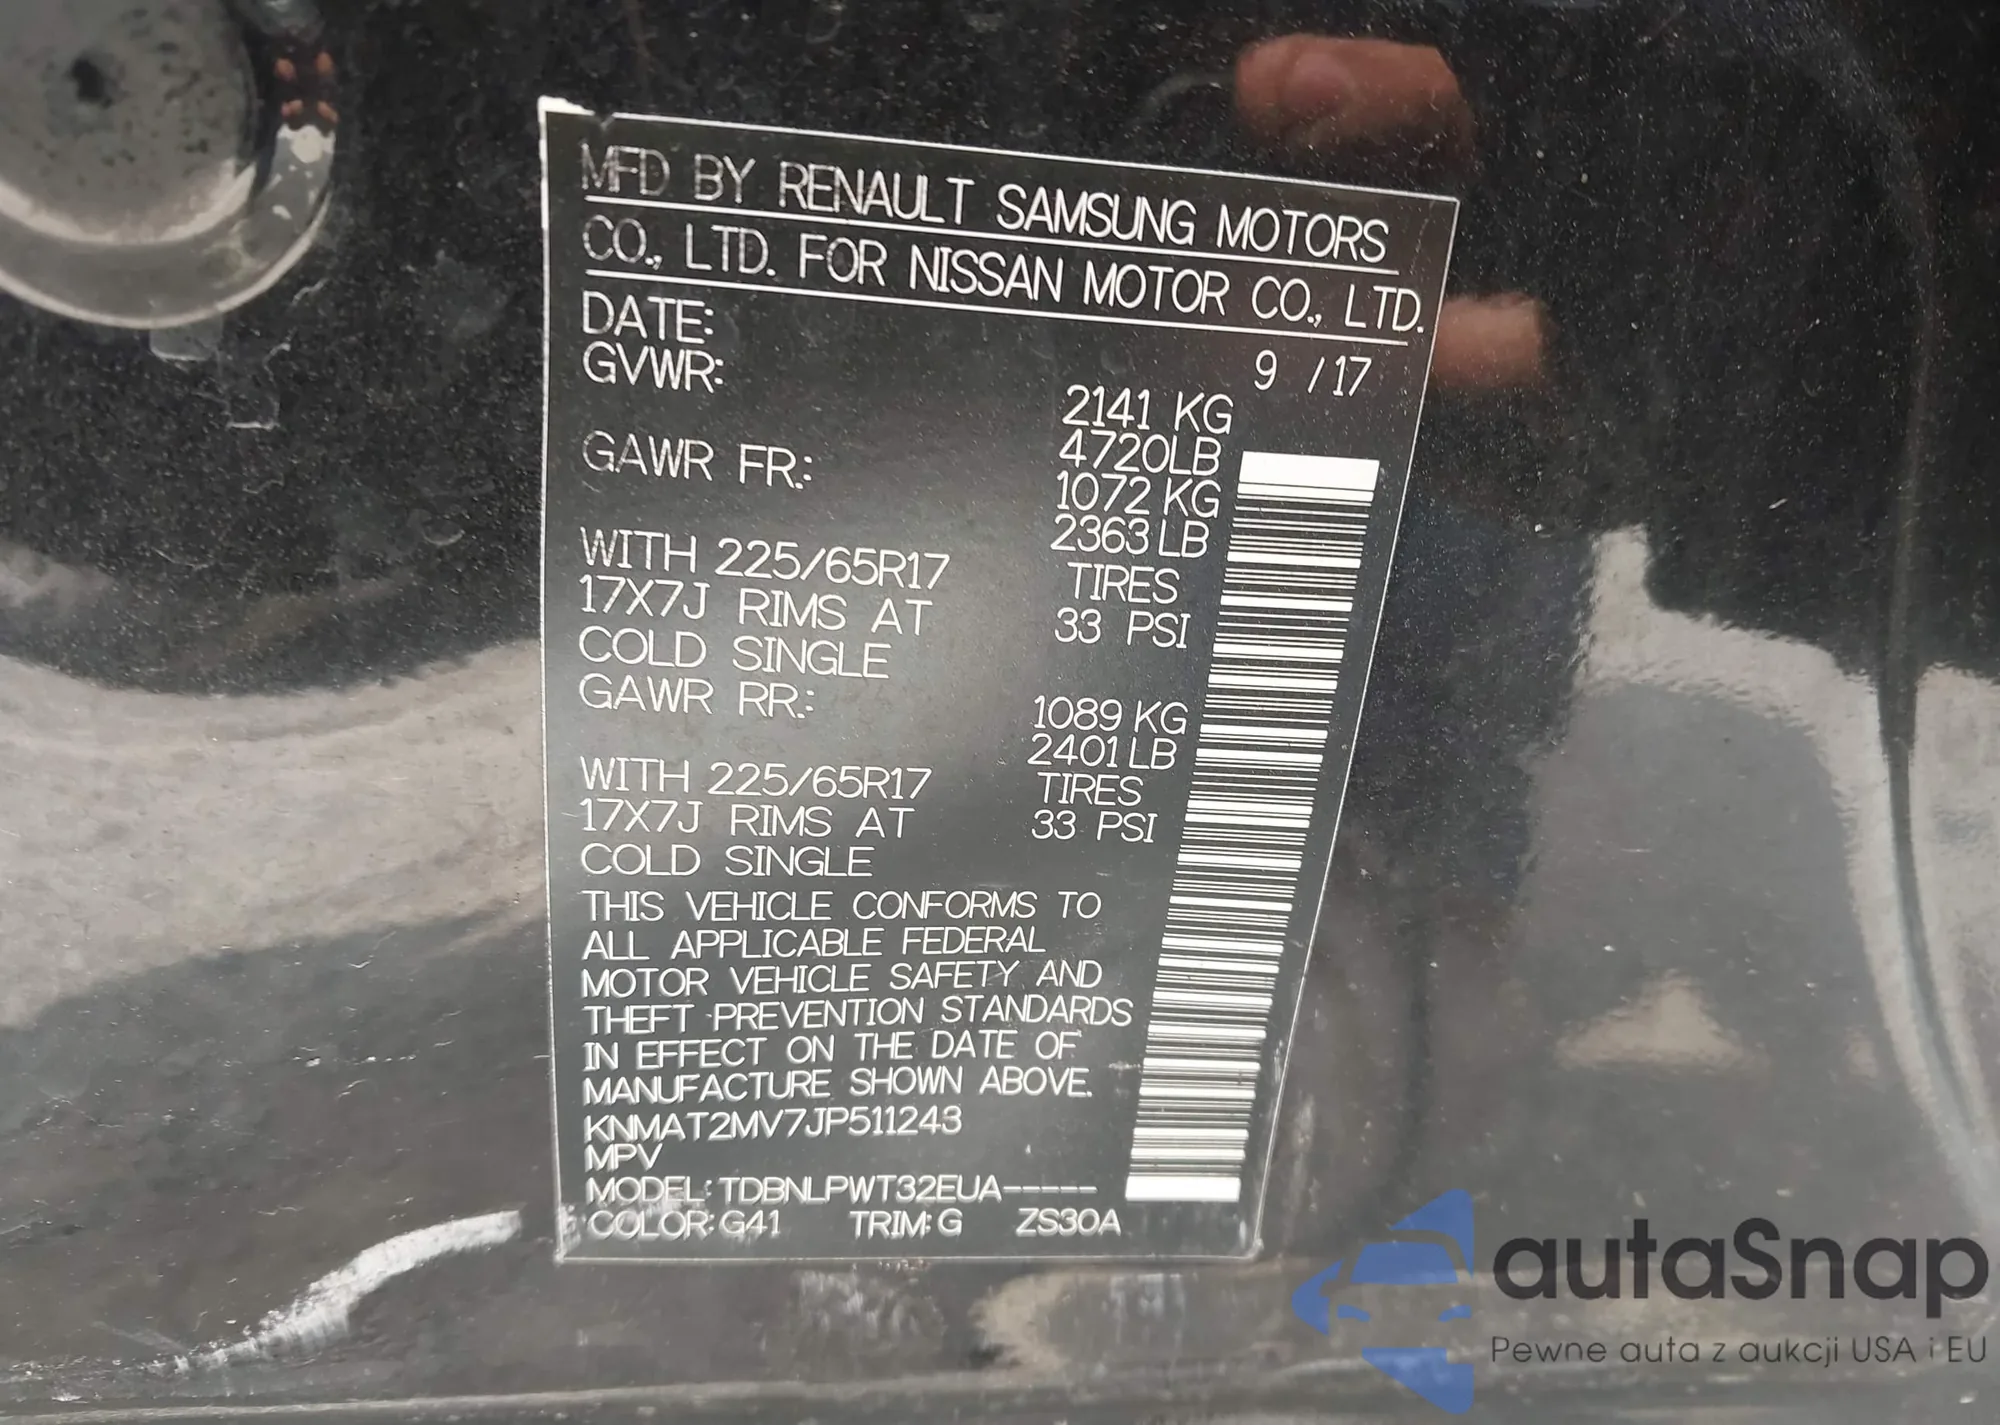 MFD BY RENAULT SAMSUNG MOTORS
CO., LTD. FOR NISSAN MOTOR CO., LTD.
DATE: 9 /17
GVWR: 2141 KG
4720LB
GAWR FR.: 1072 KG
2363 LB
WITH 225/65R17 TIRES
17X7J RIMS AT 33 PSI
COLD SINGLE
GAWR RR.: 1089 KG
2401 LB
WITH 225/65R17 TIRES
17X7J RIMS AT 33 PSI
COLD SINGLE
THIS VEHICLE CONFORMS TO
ALL APPLICABLE FEDERAL
MOTOR VEHICLE SAFETY AND
THEFT PREVENTION STANDARDS
IN EFFECT ON THE DATE OF
MANUFACTURE SHOWN ABOVE.
KNMAT2MV7JP511243
MPV
MODEL: TDBNLPWT32EUA-----
COLOR: G41 TRIM: G ZS30A
autaSnap
Pewne auta z aukcji USA i EU